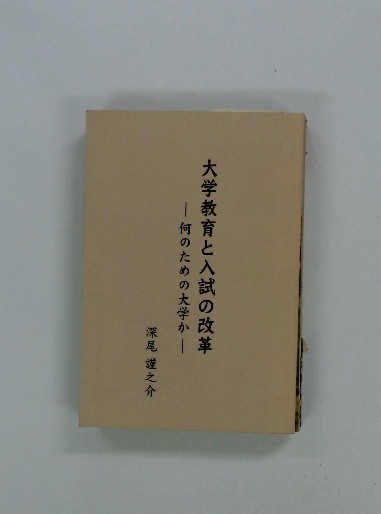 大学教育と入試の改革
―何のための大学か―
深尾 謹之介